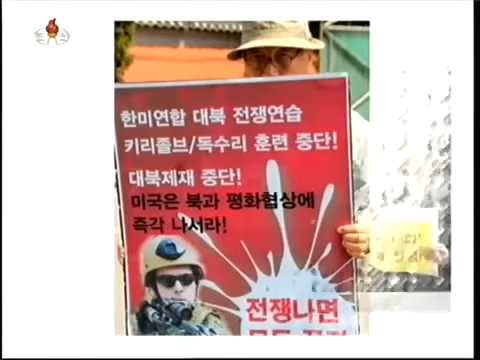 한미연합 대북 전쟁연습
키리졸브/독수리 훈련 중단!
대북제재 중단!
미국은 북과 평화협상에
즉각 나서라!
전쟁나면
모두